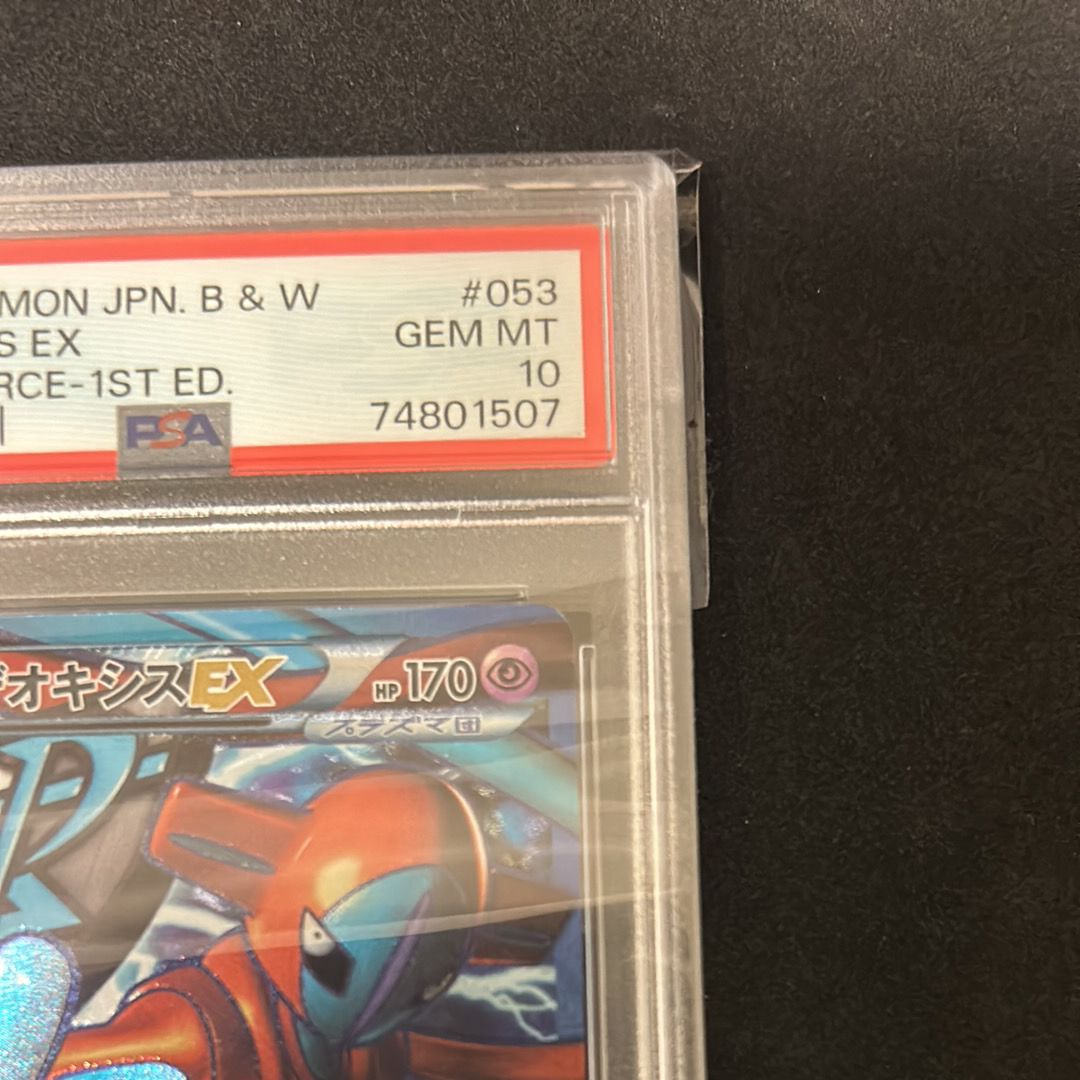 MON JPN. B & W #053
S EX GEM MT
RCE-1ST ED. 10
PSA 74801507
デオキシスEX HP 170
プラズマ団